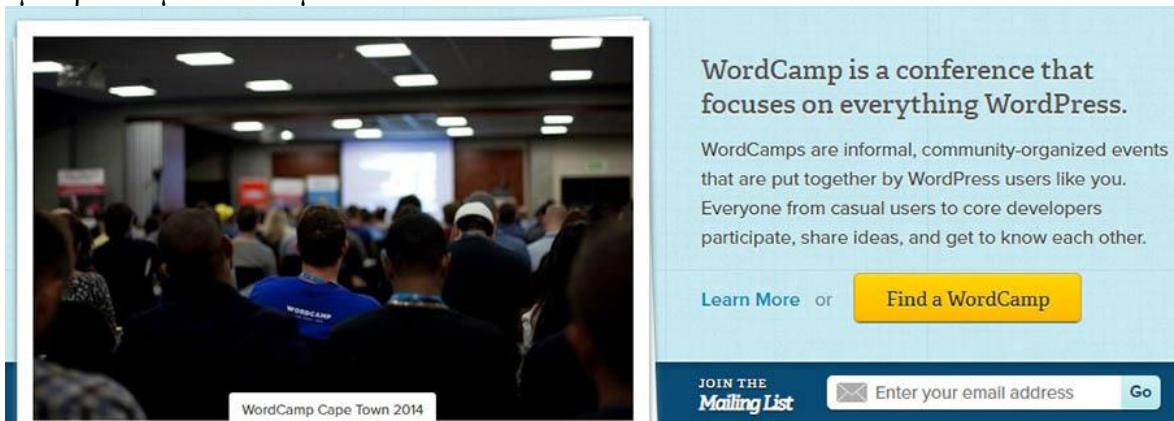 WordCamp is a conference that
focuses on everything WordPress.
WordCamps are informal, community-organized events
that are put together by WordPress users like you.
Everyone from casual users to core developers
participate, share ideas, and get to know each other.
Learn More or Find a WordCamp
WORDCAMP
WordCamp Cape Town 2014
JOIN THE
Mailing List
Enter your email address Go